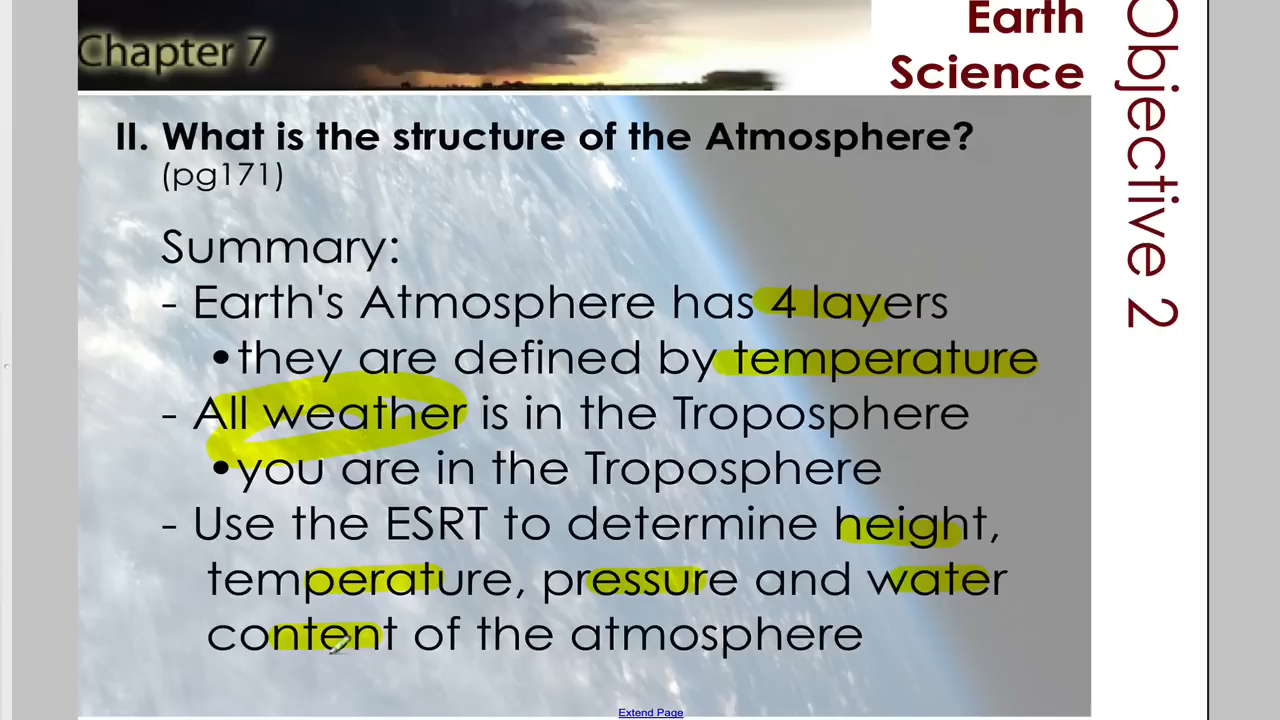 Chapter 7
Earth
Science
Objective 2
II. What is the structure of the Atmosphere?
(pg171)
Summary:
- Earth's Atmosphere has 4 layers
•they are defined by temperature
- All weather is in the Troposphere
•you are in the Troposphere
- Use the ESRT to determine height,
temperature, pressure and water
content of the atmosphere
Extend Page